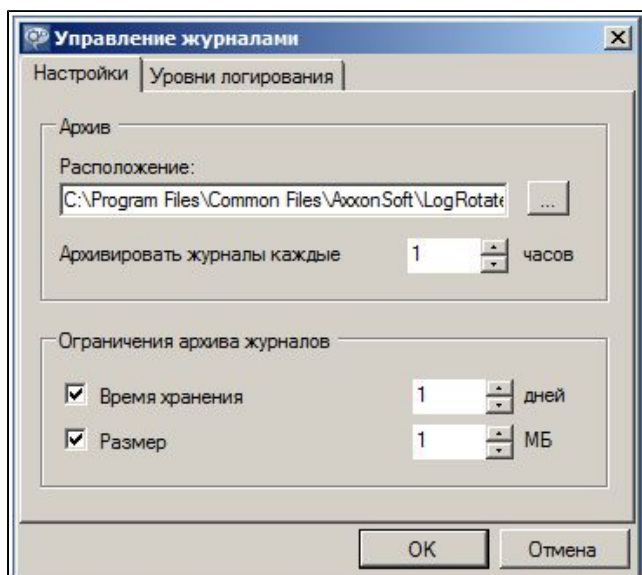 Управление журналами
Настройки Уровни логирования
Архив
Расположение:
C:\Program Files\Common Files\AxxonSoft\LogRotate ...
Архивировать журналы каждые 1 часов
Ограничения архива журналов
Время хранения 1 дней
Размер 1 МБ
OK Отмена